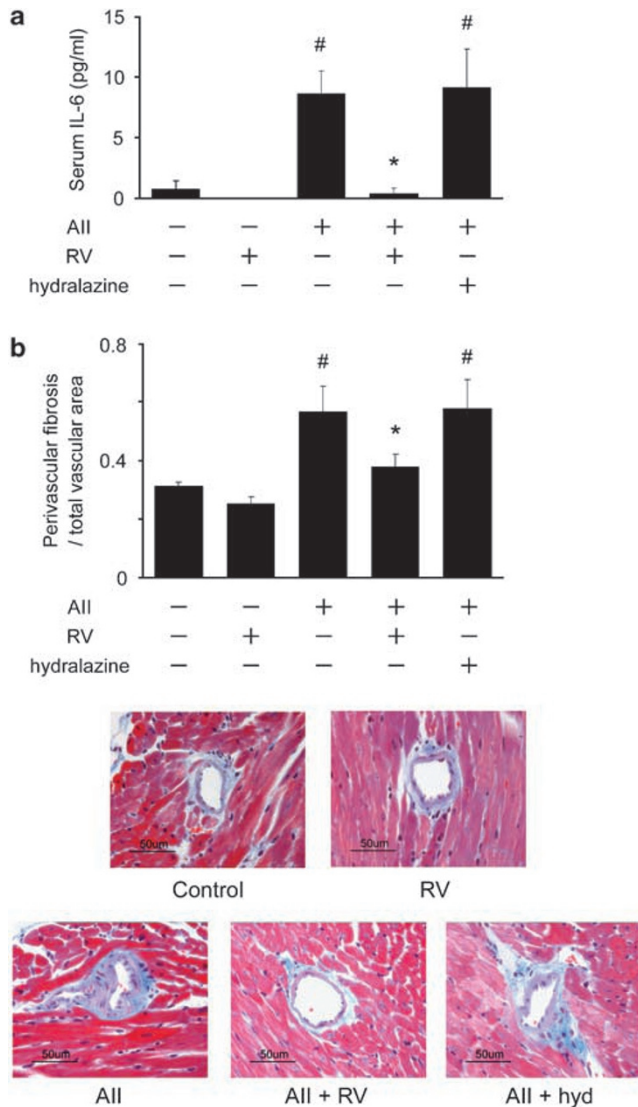 a
Serum IL-6 (pg/ml)
15
10
5
0
#
*
#
AII − − + + +
RV − + − + −
hydralazine − − − − +
b
Perivascular fibrosis
/ total vascular area
0.8
0.4
0
#
*
#
AII − − + + +
RV − + − + −
hydralazine − − − − +
50um
50um
Control
RV
50um
50um
50um
AII
AII + RV
AII + hyd